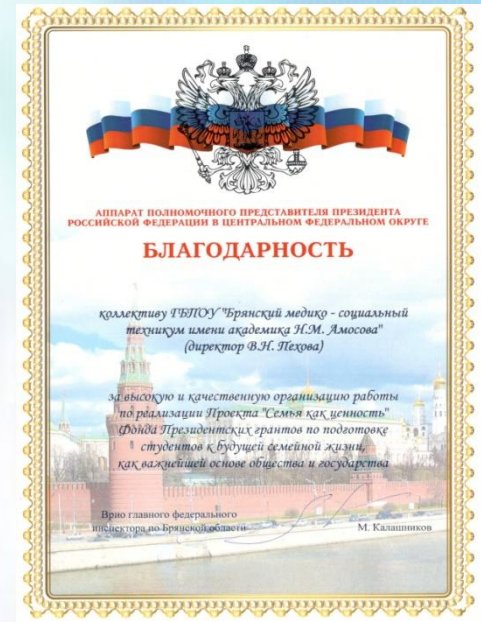 АППАРАТ ПОЛНОМОЧНОГО ПРЕДСТАВИТЕЛЯ ПРЕЗИДЕНТА
РОССИЙСКОЙ ФЕДЕРАЦИИ В ЦЕНТРАЛЬНОМ ФЕДЕРАЛЬНОМ ОКРУГЕ
БЛАГОДАРНОСТЬ
коллективу ГБПОУ "Брянский медико - социальный
техникум имени академика Н.М. Амосова"
(директор В.Н. Пехова)
за высокую и качественную организацию работы
по реализации Проекта "Семья как ценность"
Фонда Президентских грантов по подготовке
студентов к будущей семейной жизни,
как важнейшей основе общества и государства
Врио главного федерального
инспектора по Брянской области
М. Калашников